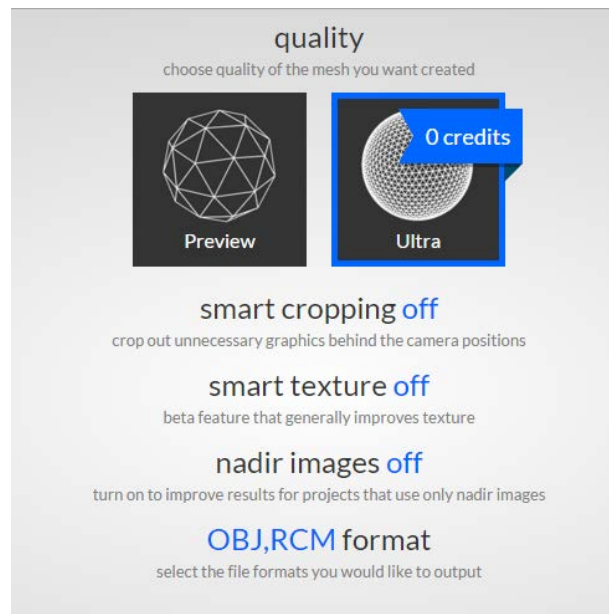 quality
choose quality of the mesh you want created
0 credits
Preview
Ultra
smart cropping off
crop out unnecessary graphics behind the camera positions
smart texture off
beta feature that generally improves texture
nadir images off
turn on to improve results for projects that use only nadir images
OBJ,RCM format
select the file formats you would like to output